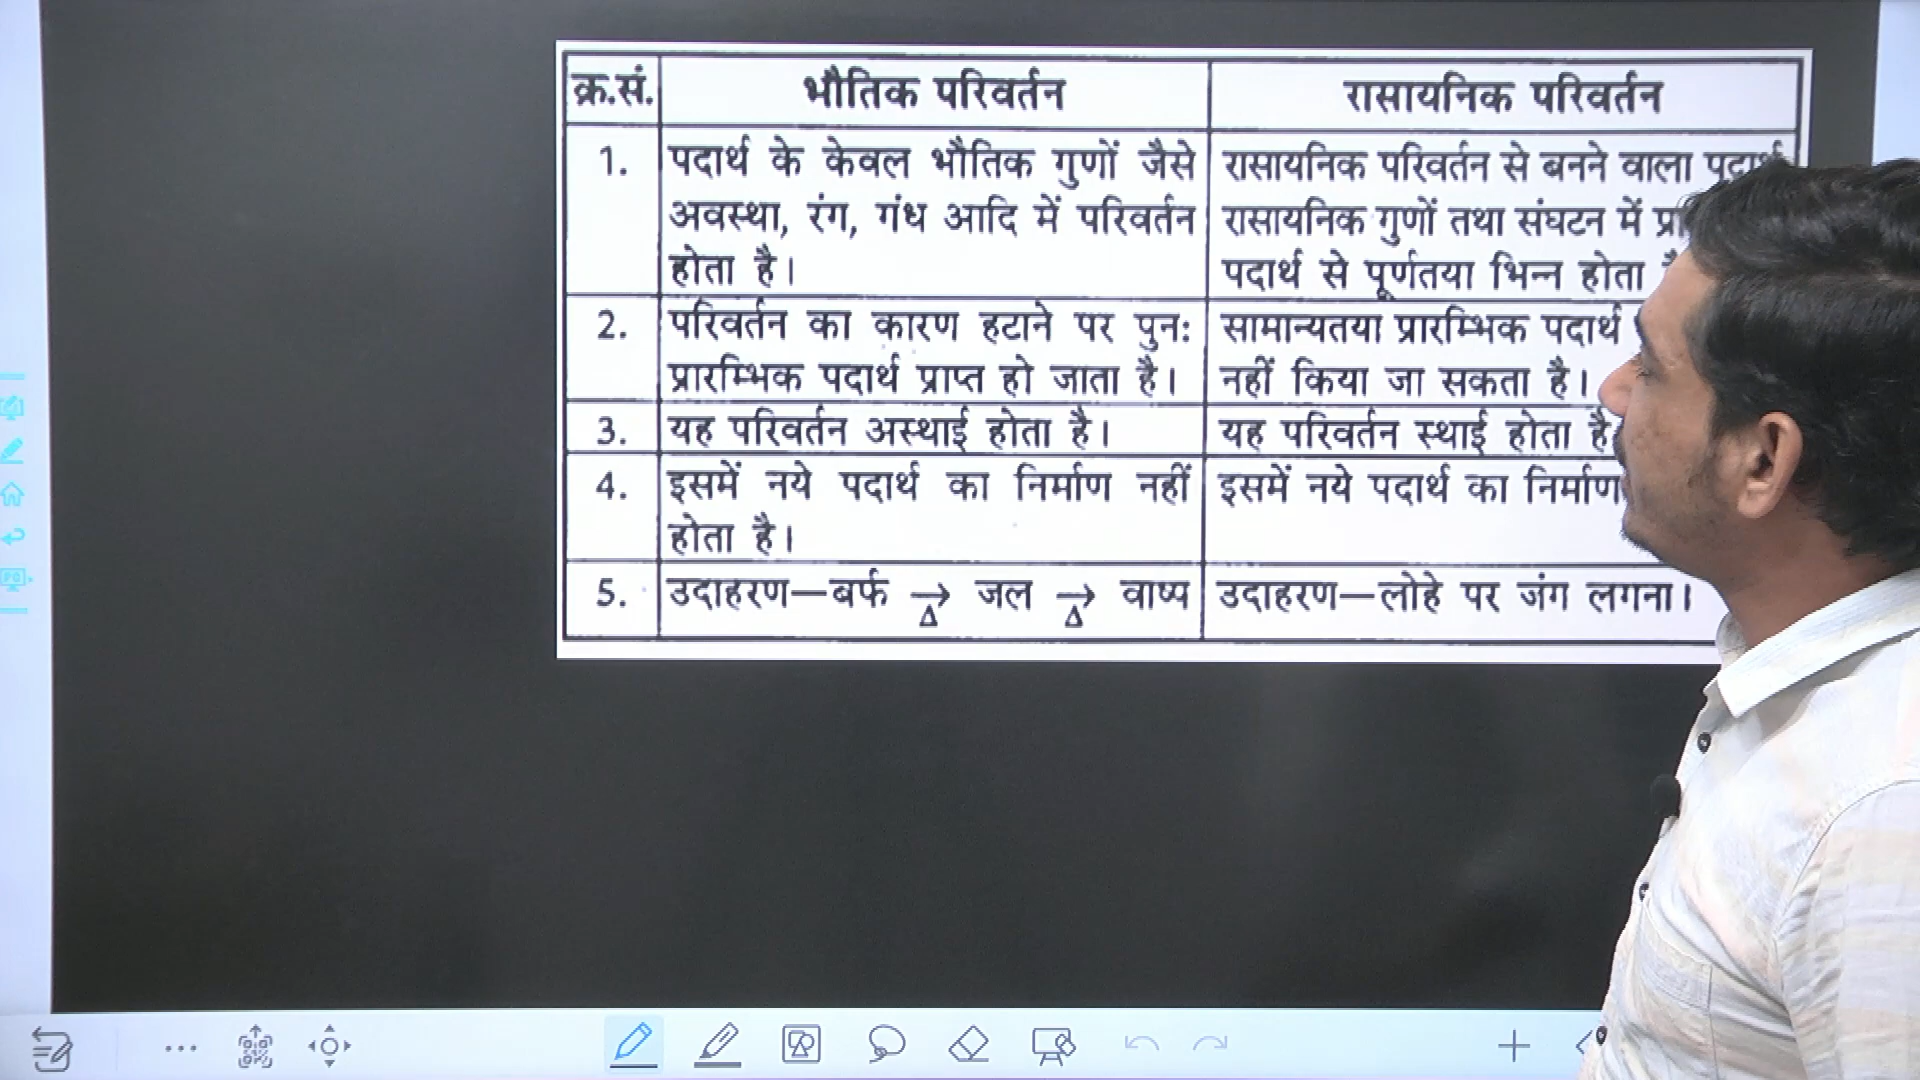 क्र.सं. भौतिक परिवर्तन रासायनिक परिवर्तन
1. पदार्थ के केवल भौतिक गुणों जैसे
अवस्था, रंग, गंध आदि में परिवर्तन
होता है।
रासायनिक परिवर्तन से बनने वाला पदार्थ
रासायनिक गुणों तथा संघटन में
पदार्थ से पूर्णतया भिन्न होता
2. परिवर्तन का कारण हटाने पर पुनः
प्रारम्भिक पदार्थ प्राप्त हो जाता है।
सामान्यतया प्रारम्भिक पदार्थ
नहीं किया जा सकता है।
3. यह परिवर्तन अस्थाई होता है।
यह परिवर्तन स्थाई होता है
4. इसमें नये पदार्थ का निर्माण नहीं
होता है।
इसमें नये पदार्थ का निर्माण
5. उदाहरण—बर्फ →Δ जल →Δ वाष्प
उदाहरण—लोहे पर जंग लगना।